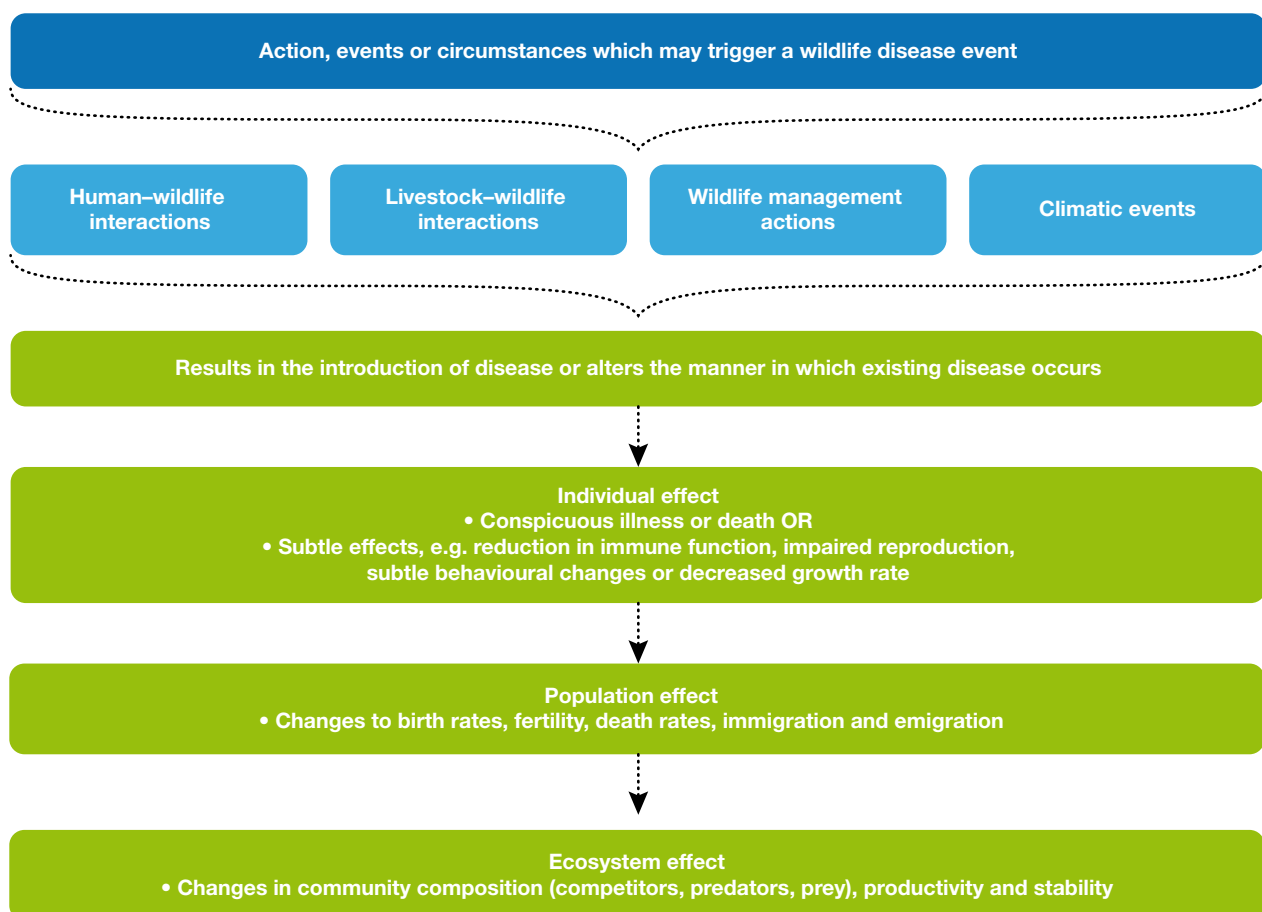 Action, events or circumstances which may trigger a wildlife disease event
Human–wildlife
interactions
Livestock–wildlife
interactions
Wildlife management
actions
Climatic events
Results in the introduction of disease or alters the manner in which existing disease occurs
Individual effect
• Conspicuous illness or death OR
• Subtle effects, e.g. reduction in immune function, impaired reproduction,
subtle behavioural changes or decreased growth rate
Population effect
• Changes to birth rates, fertility, death rates, immigration and emigration
Ecosystem effect
• Changes in community composition (competitors, predators, prey), productivity and stability